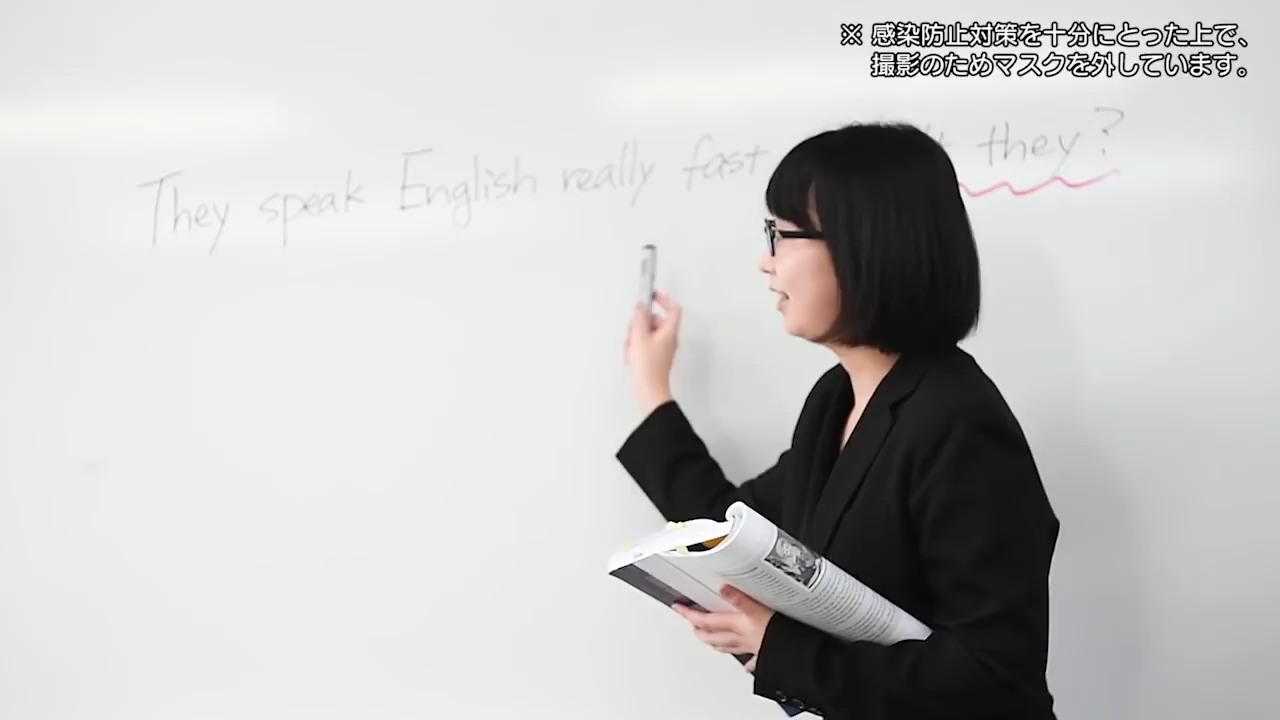 ※ 感染防止対策を十分にとった上で、
撮影のためマスクを外しています。
They speak English really fast they?